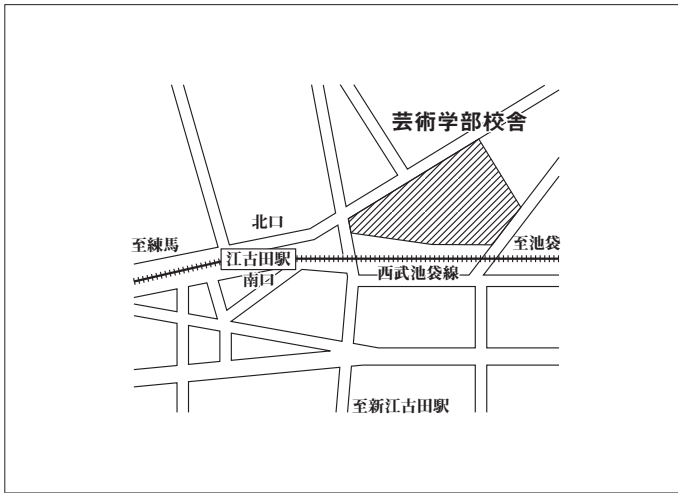 芸術学部校舎
北口
至練馬
至池袋
江古田駅
西武池袋線
南口
至新江古田駅